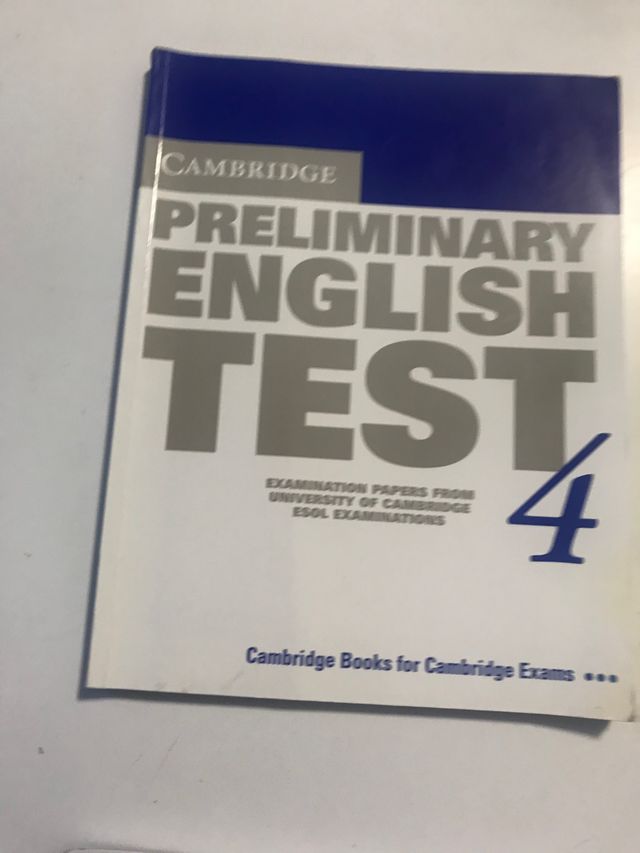 CAMBRIDGE
PRELIMINARY
ENGLISH
TEST
4
EXAMINATION PAPERS FROM
UNIVERSITY OF CAMBRIDGE
ESOL EXAMINATIONS
Cambridge Books for Cambridge Exams •••